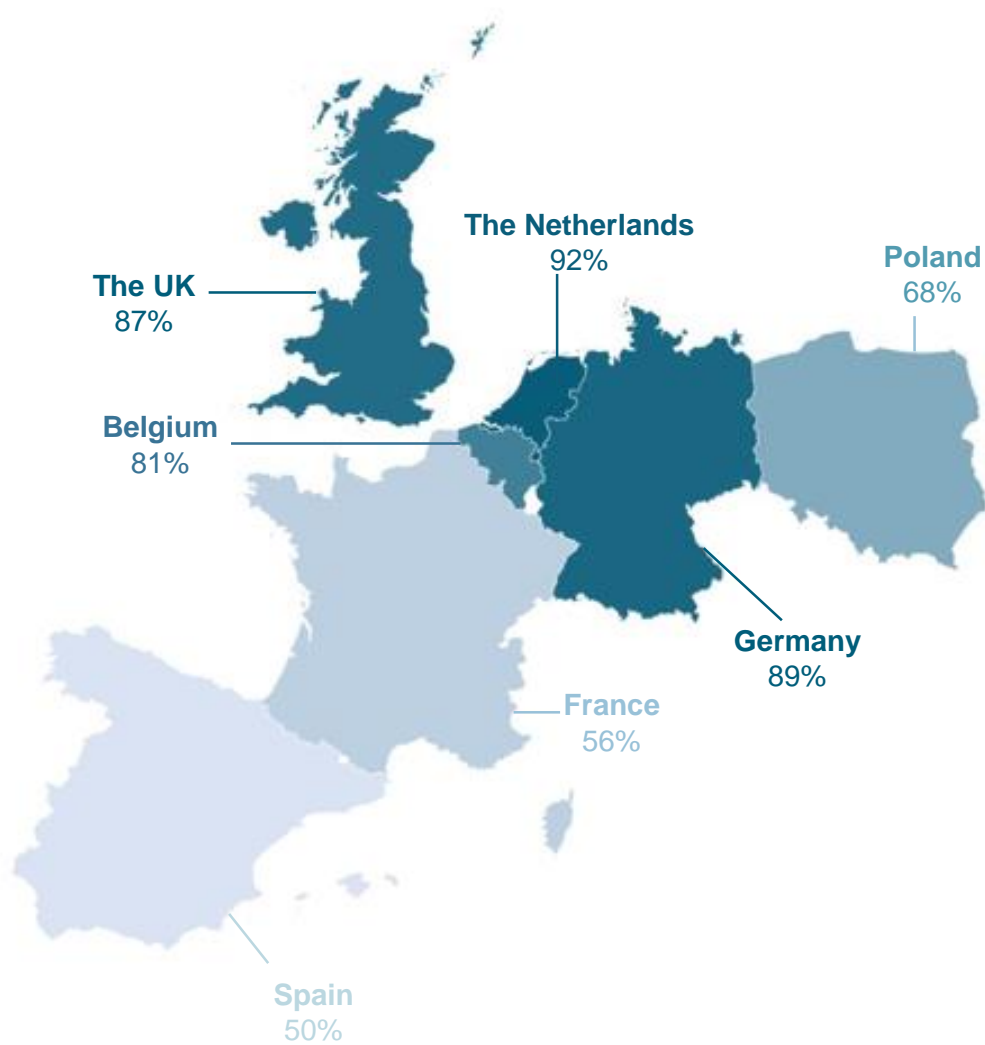 The Netherlands
92%
Poland
68%
The UK
87%
Belgium
81%
Germany
89%
France
56%
Spain
50%